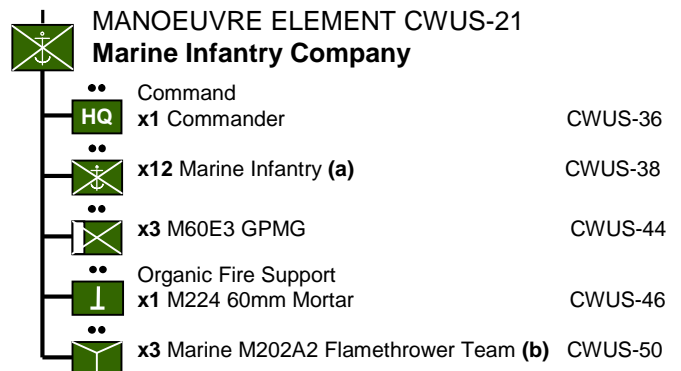 MANOEUVRE ELEMENT CWUS-21
Marine Infantry Company
Command
HQ x1 Commander CWUS-36
x12 Marine Infantry (a) CWUS-38
x3 M60E3 GPMG CWUS-44
Organic Fire Support
x1 M224 60mm Mortar CWUS-46
x3 Marine M202A2 Flamethrower Team (b) CWUS-50